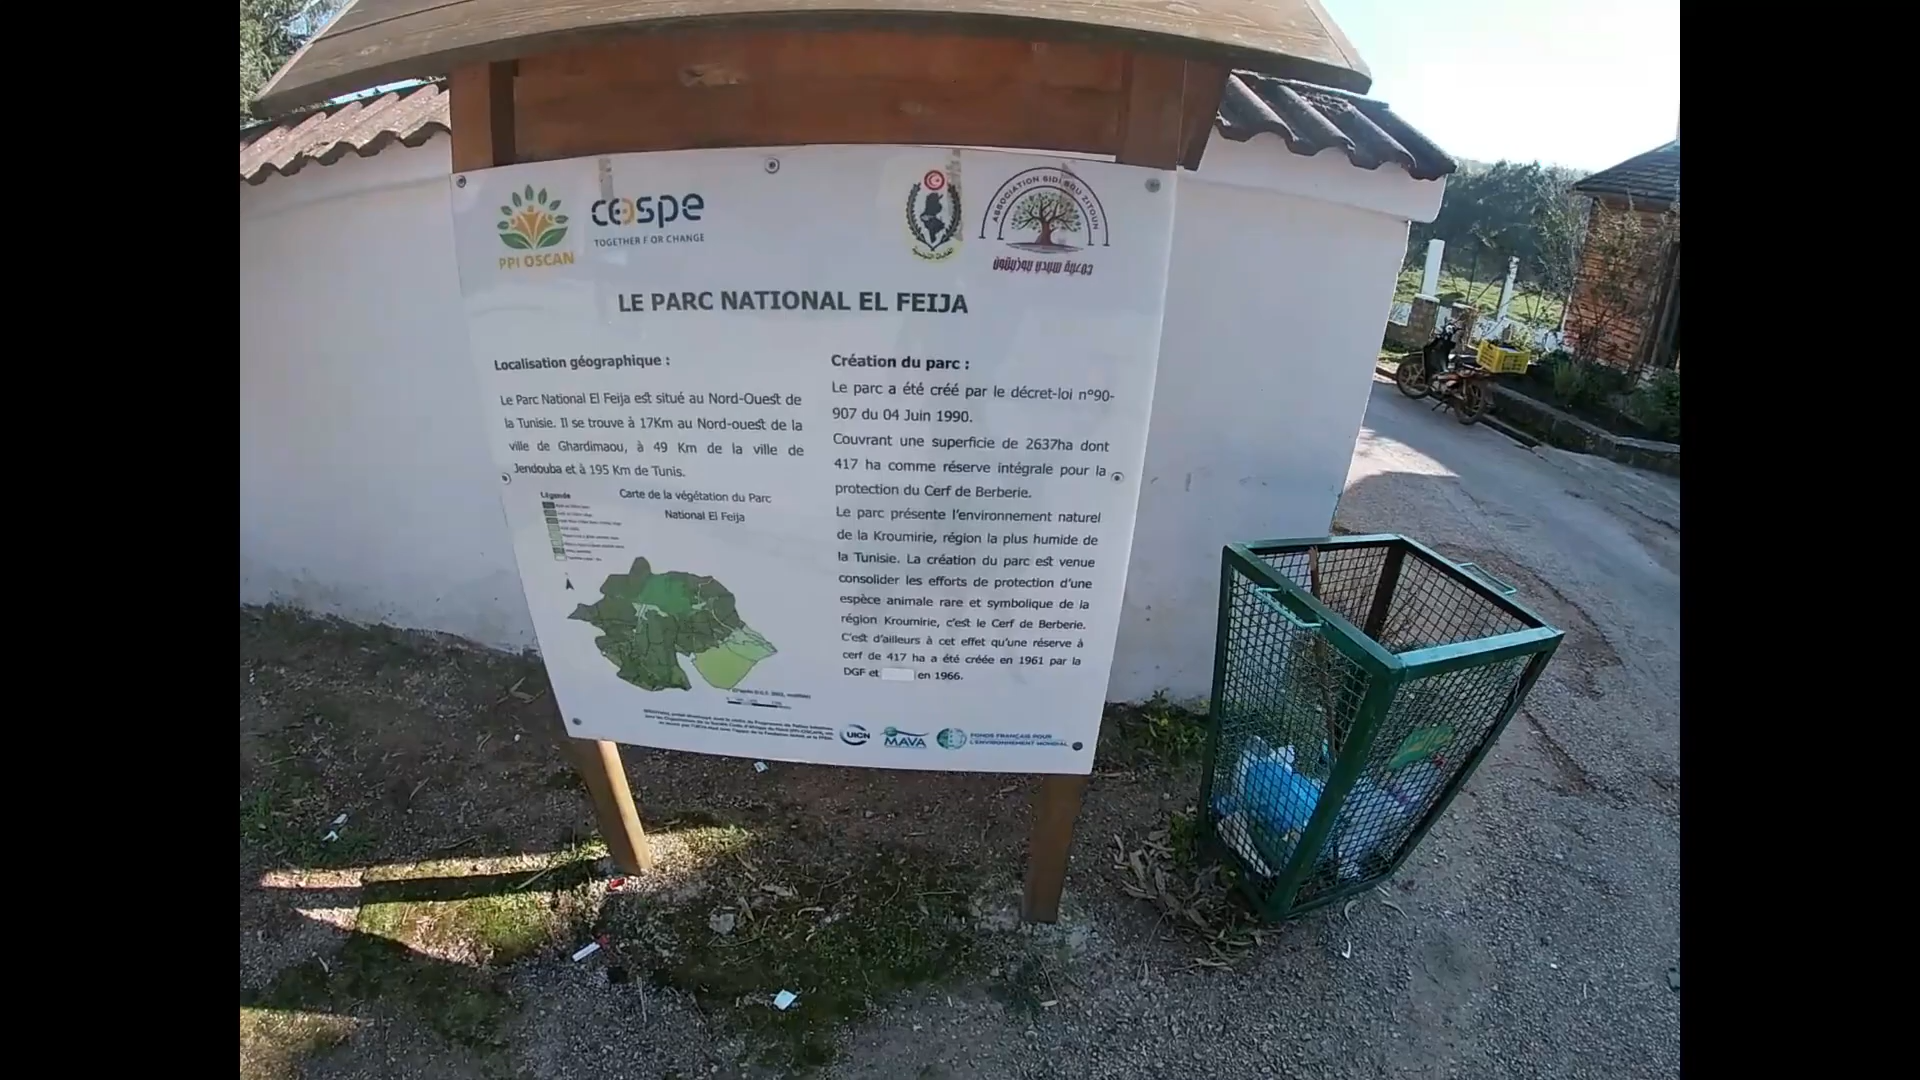 PPI OSCAN
cospe
TOGETHER FOR CHANGE
الغابات التونسية
ASSOCIATION SIDI BOU ZITOUN
جمعية سيدي بوزيتون
LE PARC NATIONAL EL FEIJA
Localisation géographique :
Le Parc National El Feija est situé au Nord-Ouest de
la Tunisie. Il se trouve à 17Km au Nord-ouest de la
ville de Ghardimaou, à 49 Km de la ville de
Jendouba et à 195 Km de Tunis.
Légende
Carte de la végétation du Parc
National El Feija
Création du parc :
Le parc a été créé par le décret-loi n°90-
907 du 04 Juin 1990.
Couvrant une superficie de 2637ha dont
417 ha comme réserve intégrale pour la
protection du Cerf de Berberie.
Le parc présente l'environnement naturel
de la Kroumirie, région la plus humide de
la Tunisie. La création du parc est venue
consolider les efforts de protection d'une
espèce animale rare et symbolique de la
région Kroumirie, c'est le Cerf de Berberie.
C'est d'ailleurs à cet effet qu'une réserve à
cerf de 417 ha a été créée en 1961 par la
DGF et en 1966.
UICN
MAVA
FONDS FRANÇAIS POUR
L'ENVIRONNEMENT MONDIAL